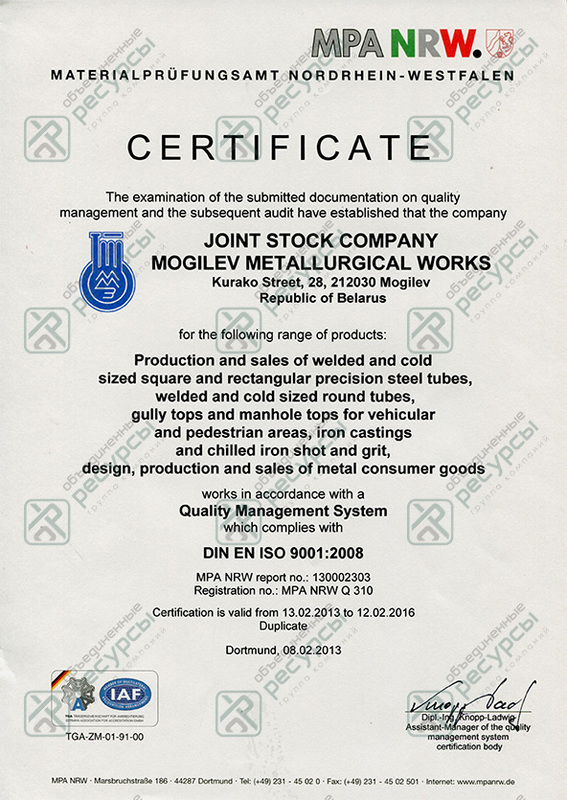 MPA NRW.
MATERIALPRÜFUNGSAMT NORDRHEIN-WESTFALEN
CERTIFICATE
The examination of the submitted documentation on quality
management and the subsequent audit have established that the company
JOINT STOCK COMPANY
MOGILEV METALLURGICAL WORKS
Kurako Street, 28, 212030 Mogilev
Republic of Belarus
for the following range of products:
Production and sales of welded and cold
sized square and rectangular precision steel tubes,
welded and cold sized round tubes,
gully tops and manhole tops for vehicular
and pedestrian areas, iron castings
and chilled iron shot and grit,
design, production and sales of metal consumer goods
works in accordance with a
Quality Management System
which complies with
DIN EN ISO 9001:2008
MPA NRW report no.: 130002303
Registration no.: MPA NRW Q 310
Certification is valid from 13.02.2013 to 12.02.2016
Duplicate
Dortmund, 08.02.2013
IAF
TGA-ZM-01-91-00
Dipl.-Ing. Knopp-Ladwig
Assistant-Manager of the quality
management system
certification body
MPA NRW · Marsbruchstraße 186 · 44287 Dortmund · Tel: (+49) 231 - 45 02 0 · Fax: (+49) 231 - 45 02 501 · Internet: www.mpanrw.de
объединенные
ресурсы
группа компаний